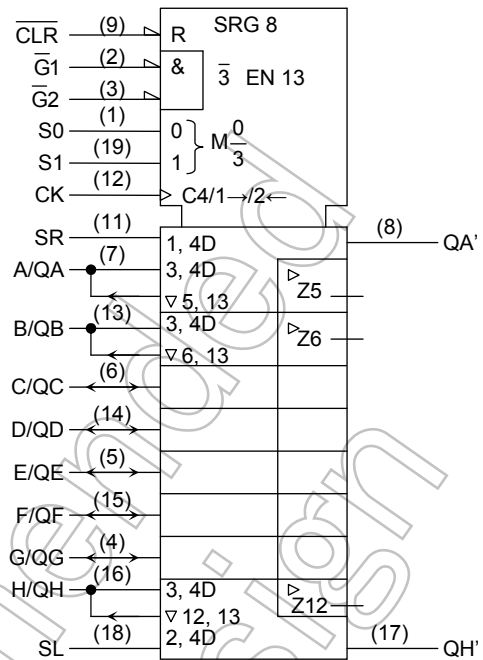 CLR (9) R SRG 8
G1 (2) & 3 EN 13
G2 (3)
S0 (1) 0 M 0/3
S1 (19) 1
CK (12) C4/1→/2←
SR (11) 1, 4D (8) QA'
A/QA (7) 3, 4D
▽ 5, 13 ▷ Z5
B/QB (13) 3, 4D ▷ Z6
▽ 6, 13
C/QC (6)
D/QD (14)
E/QE (5)
F/QF (15)
G/QG (4)
H/QH (16) 3, 4D ▷ Z12
▽ 12, 13
SL (18) 2, 4D (17) QH'